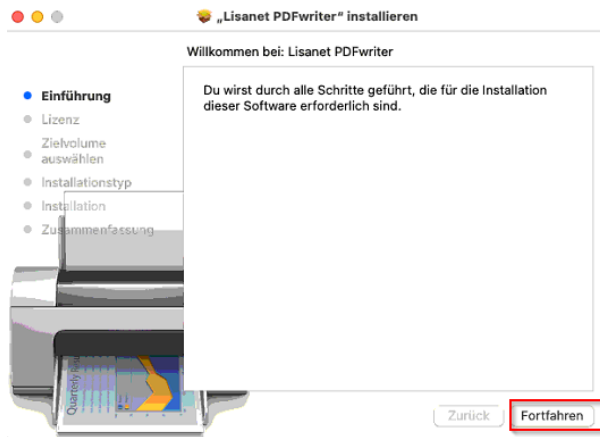 „Lisanet PDFwriter“ installieren
Willkommen bei: Lisanet PDFwriter
Einführung
Lizenz
Zielvolume
auswählen
Installationstyp
Installation
Zusammenfassung
Du wirst durch alle Schritte geführt, die für die Installation
dieser Software erforderlich sind.
Quarterly
Zurück
Fortfahren